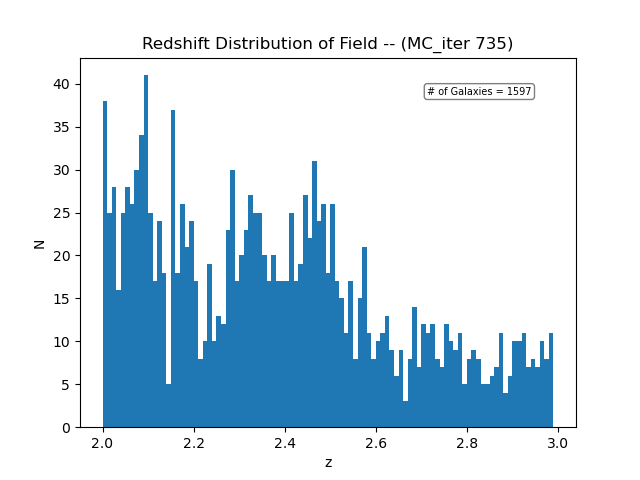 Redshift Distribution of Field -- (MC_iter 735)
# of Galaxies = 1597
N
40
35
30
25
20
15
10
5
0
2.0 2.2 2.4 2.6 2.8 3.0
z